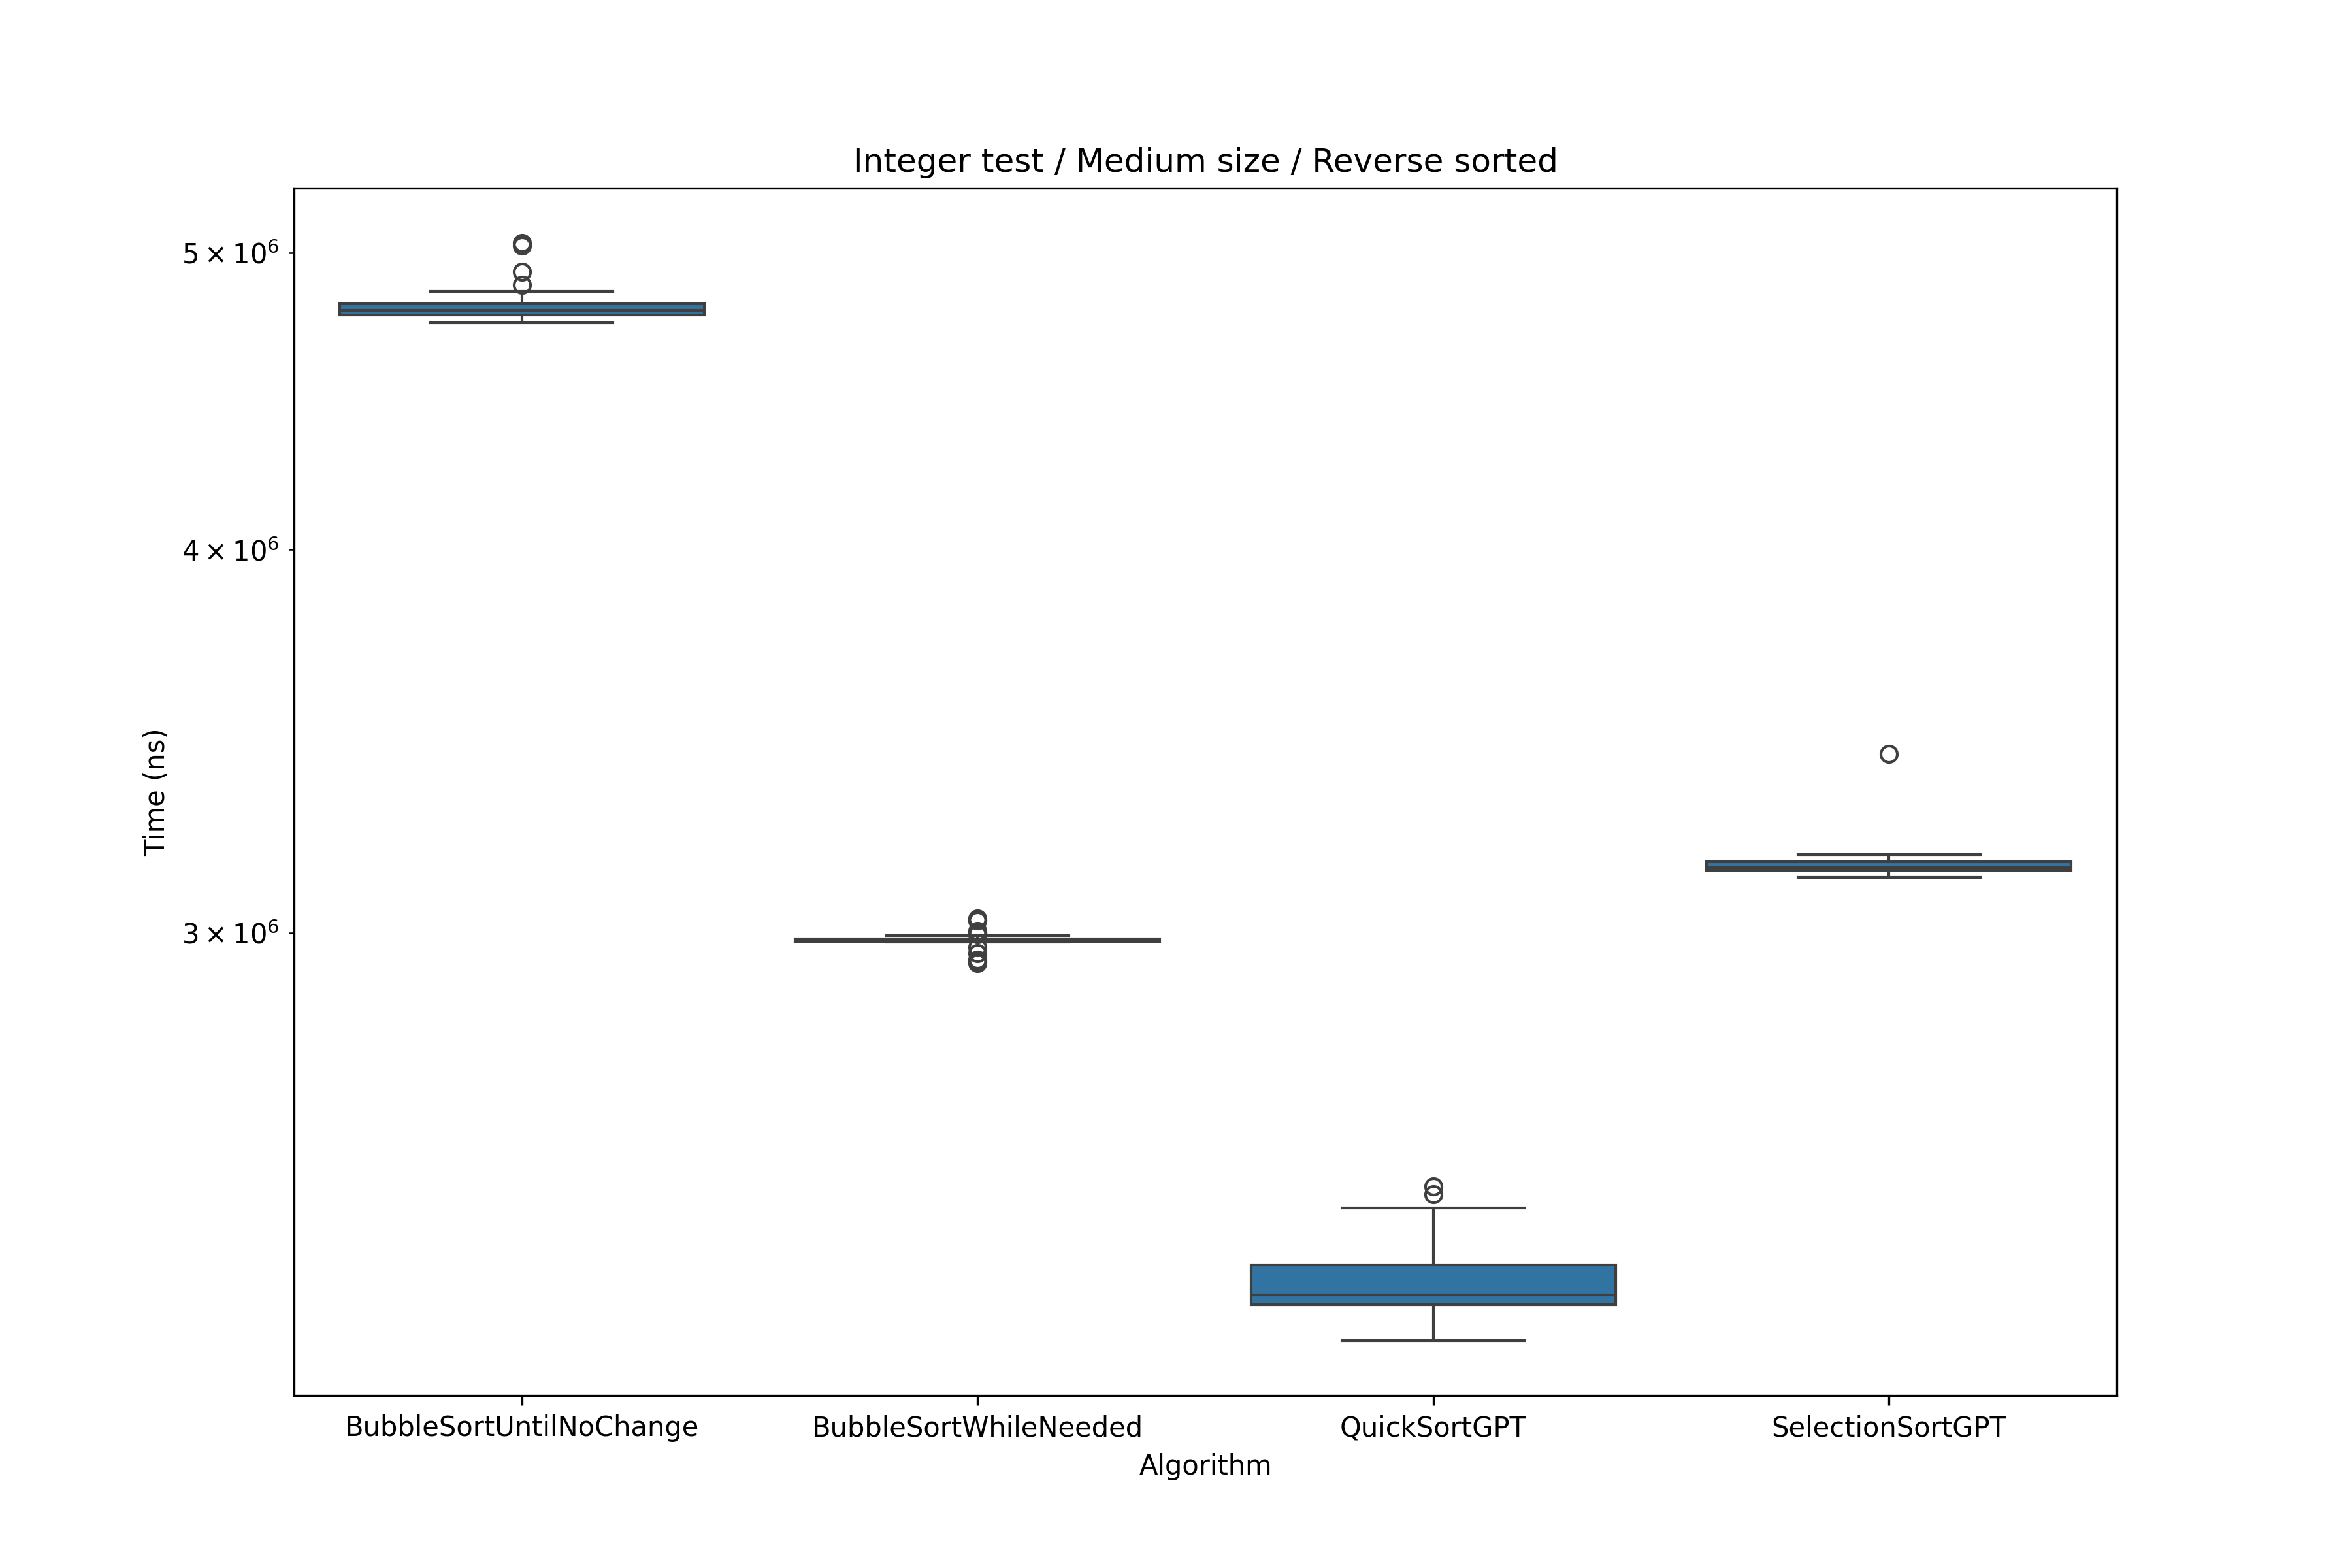 Integer test / Medium size / Reverse sorted
5 × 10⁶
4 × 10⁶
3 × 10⁶
Time (ns)
BubbleSortUntilNoChange
BubbleSortWhileNeeded
QuickSortGPT
SelectionSortGPT
Algorithm